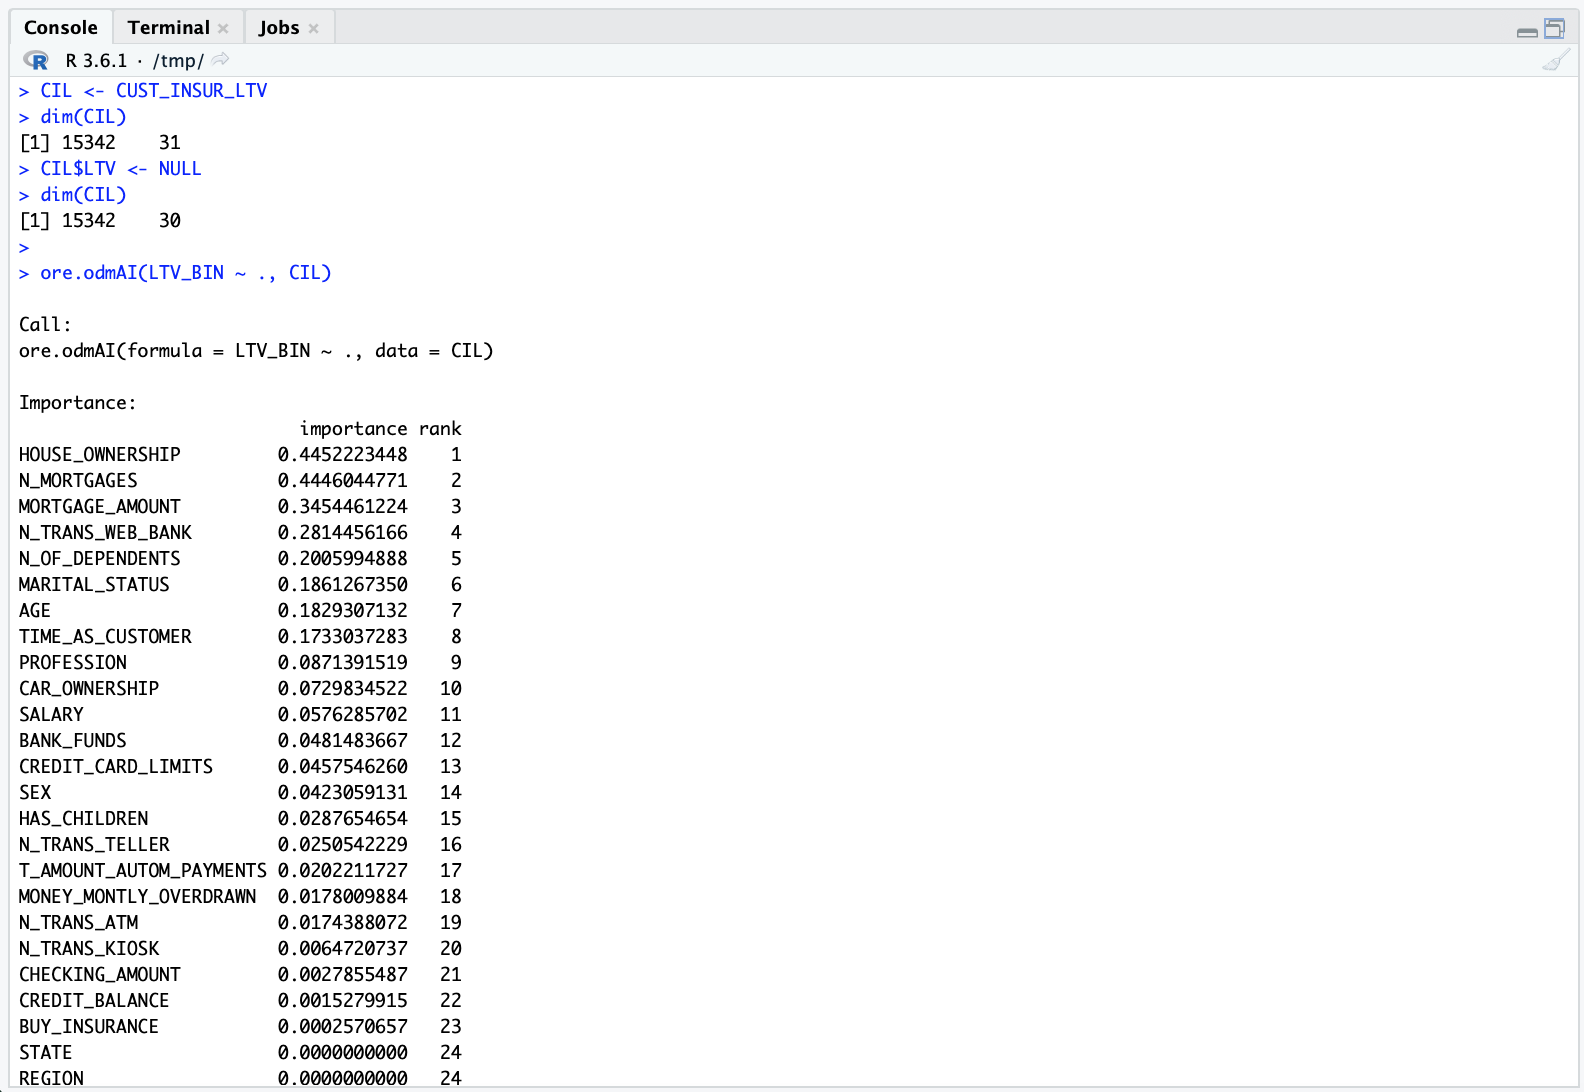 Console Terminal Jobs
R 3.6.1 · /tmp/
> CIL <- CUST_INSUR_LTV
> dim(CIL)
[1] 15342    31
> CIL$LTV <- NULL
> dim(CIL)
[1] 15342    30
>
> ore.odmAI(LTV_BIN ~ ., CIL)
Call:
ore.odmAI(formula = LTV_BIN ~ ., data = CIL)
Importance:
                          importance rank
HOUSE_OWNERSHIP         0.4452223448    1
N_MORTGAGES             0.4446044771    2
MORTGAGE_AMOUNT         0.3454461224    3
N_TRANS_WEB_BANK        0.2814456166    4
N_OF_DEPENDENTS         0.2005994888    5
MARITAL_STATUS          0.1861267350    6
AGE                     0.1829307132    7
TIME_AS_CUSTOMER        0.1733037283    8
PROFESSION              0.0871391519    9
CAR_OWNERSHIP           0.0729834522   10
SALARY                  0.0576285702   11
BANK_FUNDS              0.0481483667   12
CREDIT_CARD_LIMITS      0.0457546260   13
SEX                     0.0423059131   14
HAS_CHILDREN            0.0287654654   15
N_TRANS_TELLER          0.0250542229   16
T_AMOUNT_AUTOM_PAYMENTS 0.0202211727   17
MONEY_MONTLY_OVERDRAWN  0.0178009884   18
N_TRANS_ATM             0.0174388072   19
N_TRANS_KIOSK           0.0064720737   20
CHECKING_AMOUNT         0.0027855487   21
CREDIT_BALANCE          0.0015279915   22
BUY_INSURANCE           0.0002570657   23
STATE                   0.0000000000   24
REGION                  0.0000000000   24